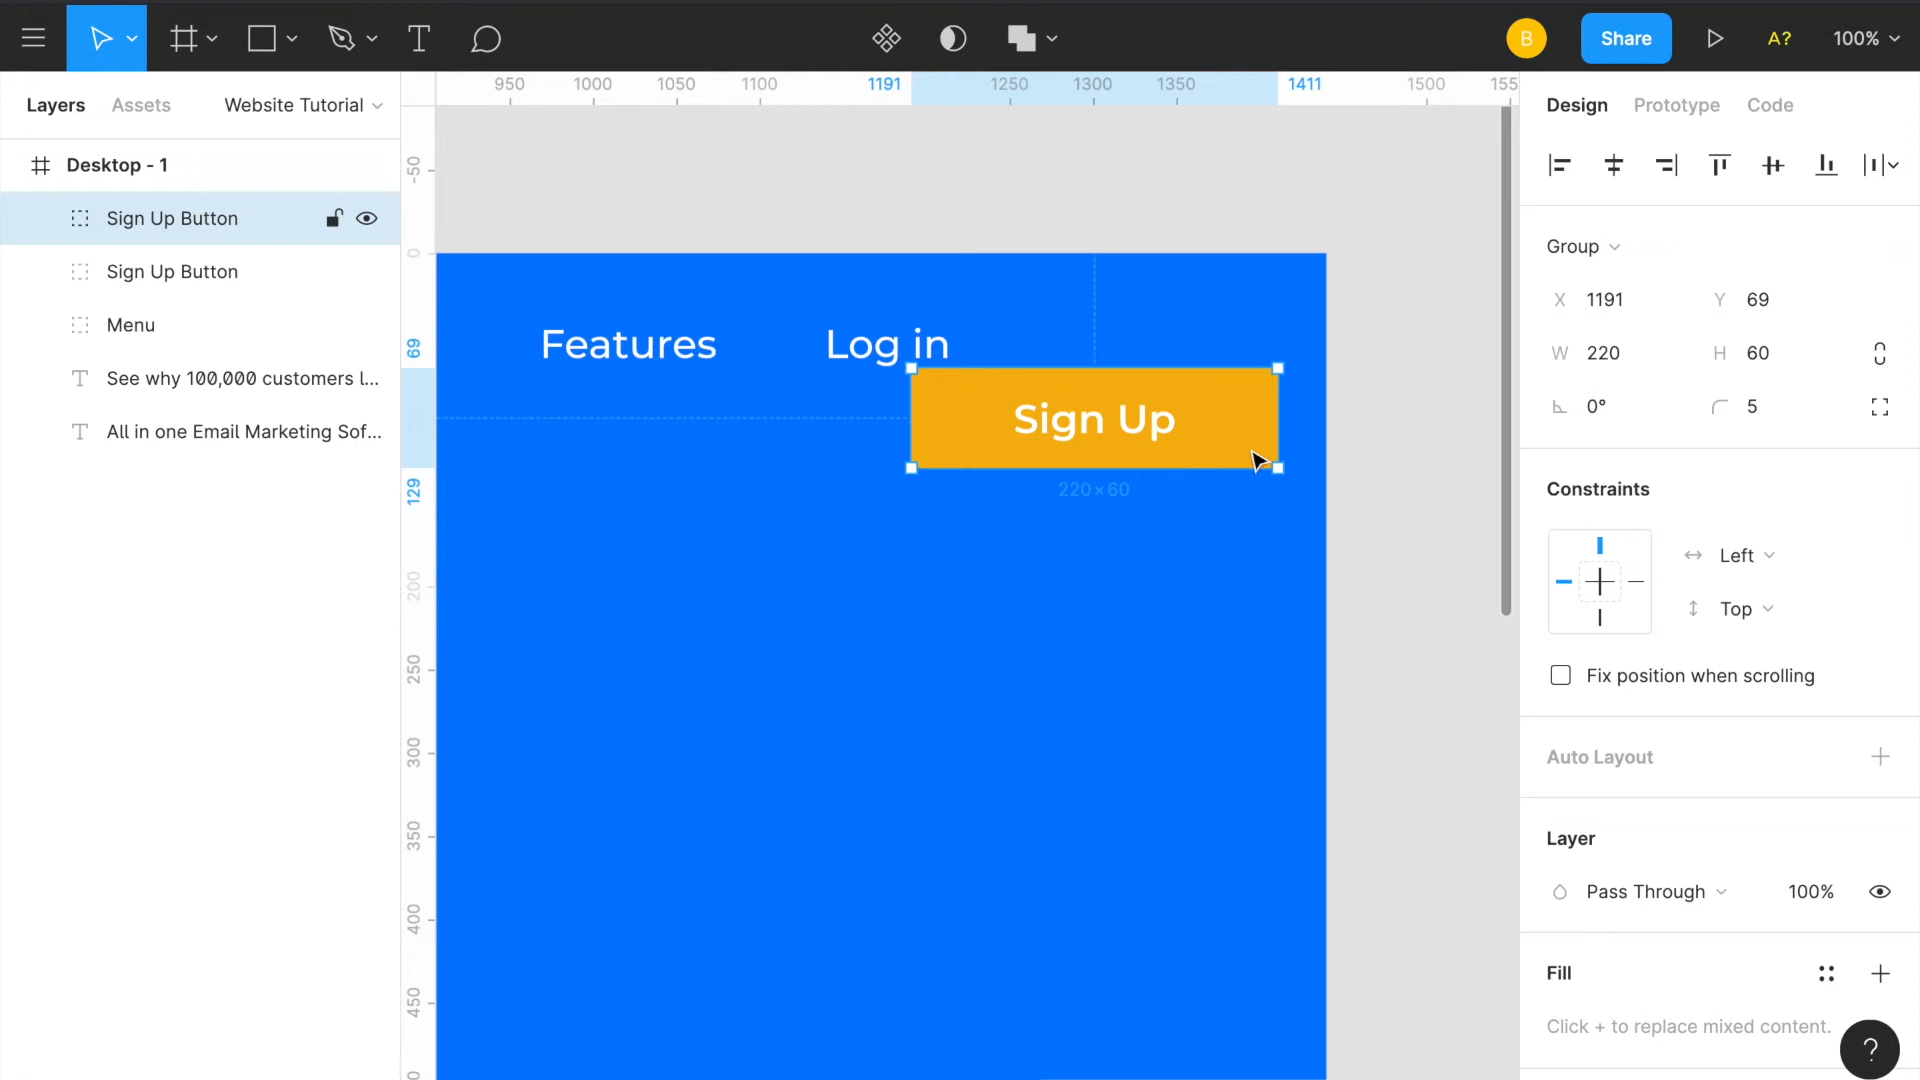 B
Share
A?
100%
Layers
Assets
Website Tutorial
950
1000
1050
1100
1191
1250
1300
1350
1411
1500
155
Design
Prototype
Code
Desktop - 1
Sign Up Button
Sign Up Button
Menu
See why 100,000 customers l...
All in one Email Marketing Sof...
-50
0
69
129
200
250
300
350
400
450
Features
Log in
Sign Up
220×60
Group
X 1191
Y 69
W 220
H 60
0°
5
Constraints
Left
Top
Fix position when scrolling
Auto Layout
Layer
Pass Through
100%
Fill
Click + to replace mixed content.
?